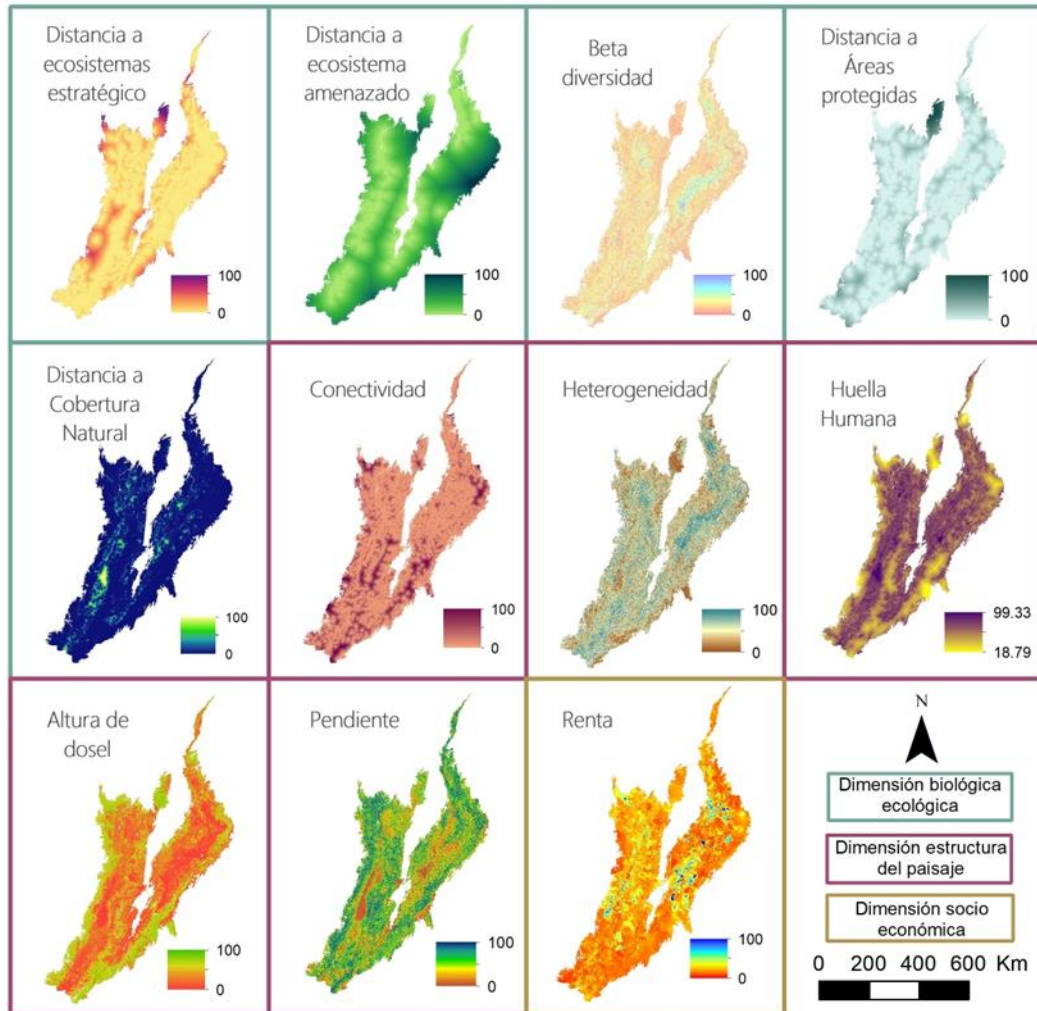 Distancia a
ecosistemas
estratégico
100
0
Distancia a
ecosistema
amenazado
100
0
Beta
diversidad
100
0
Distancia a
Áreas
protegidas
100
0
Distancia a
Cobertura
Natural
100
0
Conectividad
100
0
Heterogeneidad
100
0
Huella
Humana
99.33
18.79
Altura de
dosel
100
0
Pendiente
100
0
Renta
100
0
N
Dimensión biológica
ecológica
Dimensión estructura
del paisaje
Dimensión socio
económica
0 200 400 600 Km